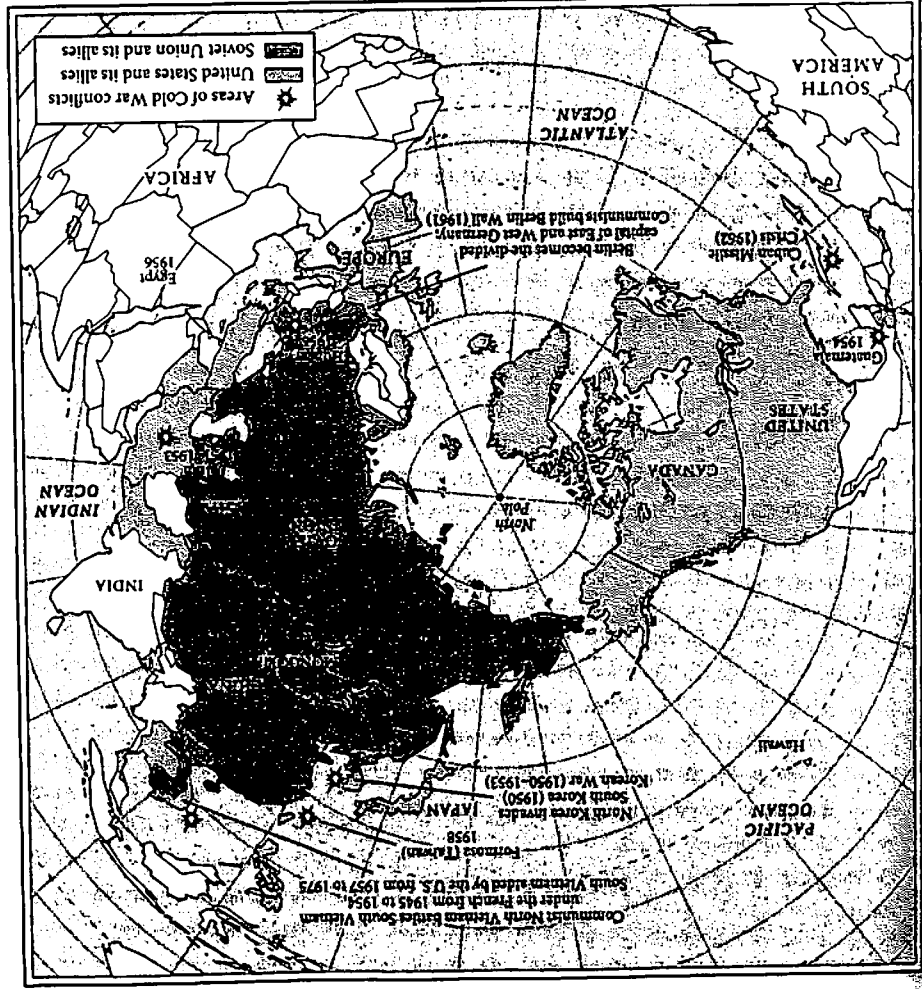 Communist North Vietnam Battles South Vietnam
under the French from 1945 to 1954,
South Vietnam aided by the U.S. from 1957 to 1975
Formosa (Taiwan)
1958
PACIFIC
OCEAN
JAPAN
North Korea invades
South Korea (1950)
Korean War (1950–1953)
Hawaii
INDIA
North
Pole
INDIAN
OCEAN
1953
CANADA
UNITED
STATES
Guatemala
1954
Egypt
1956
EUROPE
Berlin becomes the divided
capital of East and West Germany;
Communists build Berlin Wall (1961)
Cuban Missile
Crisis (1962)
AFRICA
ATLANTIC
OCEAN
SOUTH
AMERICA
Areas of Cold War conflicts
United States and its allies
Soviet Union and its allies